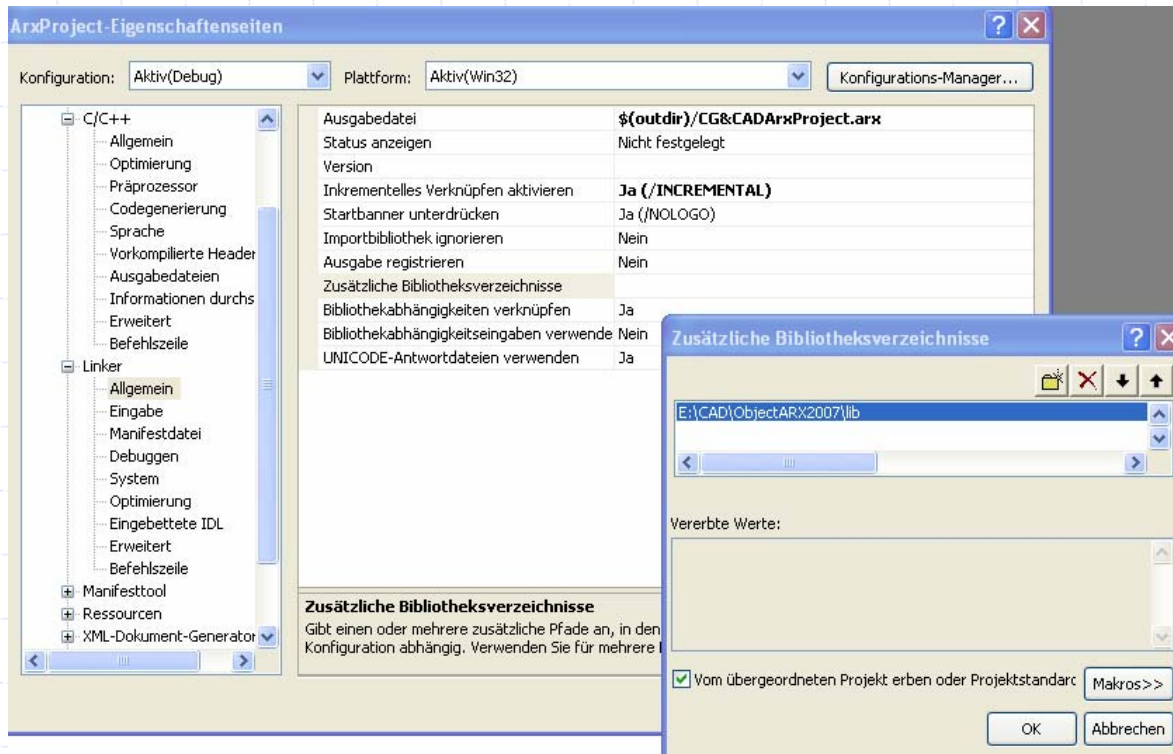 ArxProject-Eigenschaftenseiten
Konfiguration: Aktiv(Debug) Plattform: Aktiv(Win32) Konfigurations-Manager...
C/C++
Allgemein
Optimierung
Präprozessor
Codegenerierung
Sprache
Vorkompilierte Header
Ausgabedateien
Informationen durchs
Erweitert
Befehlszeile
Linker
Allgemein
Eingabe
Manifestdatei
Debuggen
System
Optimierung
Eingebettete IDL
Erweitert
Befehlszeile
Manifesttool
Ressourcen
XML-Dokument-Generator
Ausgabedatei $(outdir)/CG&CADArxProject.arx
Status anzeigen Nicht festgelegt
Version
Inkrementelles Verknüpfen aktivieren Ja (/INCREMENTAL)
Startbanner unterdrücken Ja (/NOLOGO)
Importbibliothek ignorieren Nein
Ausgabe registrieren Nein
Zusätzliche Bibliotheksverzeichnisse
Bibliothekabhängigkeiten verknüpfen Ja
Bibliothekabhängigkeitseingaben verwende Nein
UNICODE-Antwortdateien verwenden Ja
Zusätzliche Bibliotheksverzeichnisse
Gibt einen oder mehrere zusätzliche Pfade an, in den
Konfiguration abhängig. Verwenden Sie für mehrere
Zusätzliche Bibliotheksverzeichnisse
E:\CAD\ObjectARX2007\lib
Vererbte Werte:
Vom übergeordneten Projekt erben oder Projektstandard
Makros>>
OK Abbrechen